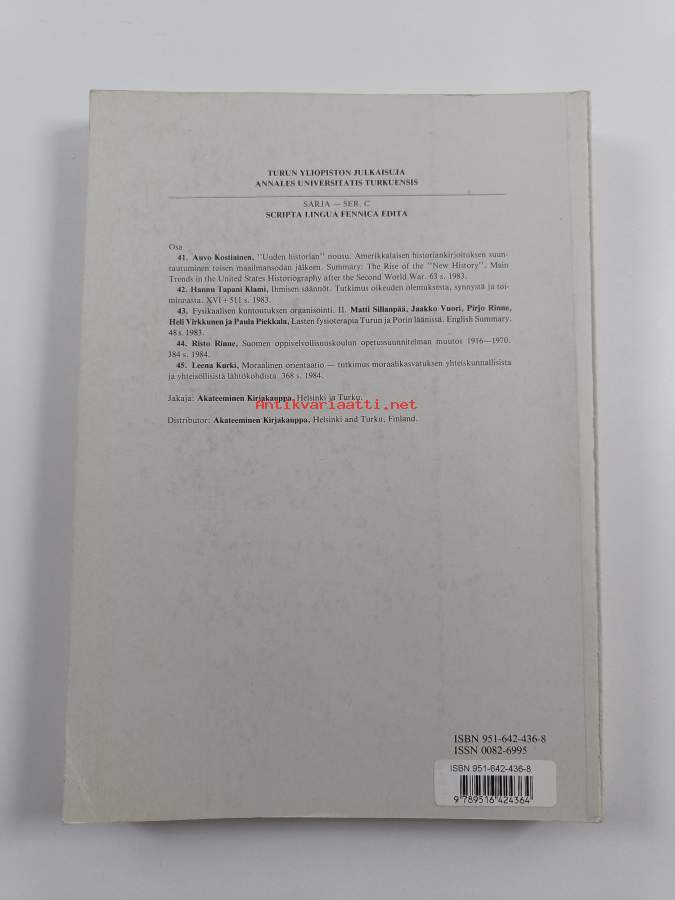 TURUN YLIOPISTON JULKAISUJA
ANNALES UNIVERSITATIS TURKUENSIS
SARJA — SER. C
SCRIPTA LINGUA FENNICA EDITA
Osa
41. Auvo Kostiainen, "Uuden historian" nousu. Amerikkalaisen historiankirjoituksen suun-
tautuminen toisen maailmansodan jälkeen. Summary: The Rise of the "New History". Main
Trends in the United States Historiography after the Second World War. 63 s. 1983.
42. Hannu Tapani Klami, Ihmisen säännöt. Tutkimus oikeuden olemuksesta, synnystä ja toi-
minnasta. XVI + 511 s. 1983.
43. Fysikaalisen kuntoutuksen organisointi. II. Matti Sillanpää, Jaakko Vuori, Pirjo Rinne,
Heli Virkkunen ja Paula Piekkala, Lasten fysioterapia Turun ja Porin läänissä. English Summary.
48 s. 1983.
44. Risto Rinne, Suomen oppivelvollisuuskoulun opetussuunnitelman muutos 1916—1970.
384 s. 1984.
45. Leena Kurki, Moraalinen orientaatio — tutkimus moraalikasvatuksen yhteiskunnallisista
ja yhteisöllisistä lähtökohdista. 368 s. 1984.
Jakaja: Akateeminen Kirjakauppa, Helsinki ja Turku.
Antikvariaatti.net
Distributor: Akateeminen Kirjakauppa, Helsinki and Turku, Finland.
ISBN 951-642-436-8
ISSN 0082-6995
ISBN 951-642-436-8
9 789516 424364